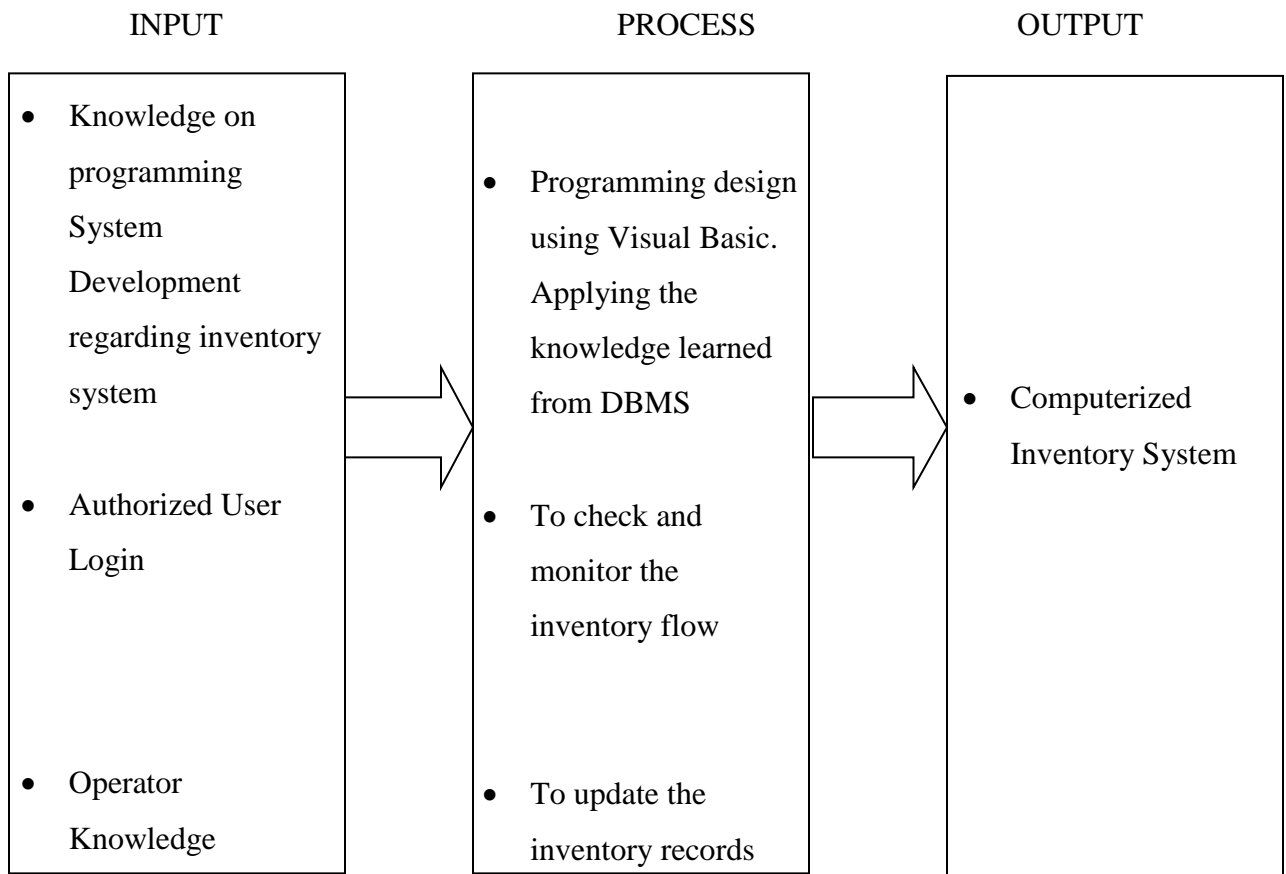 INPUT
PROCESS
OUTPUT
• Knowledge on
programming
System
Development
regarding inventory
system
• Authorized User
Login
• Operator
Knowledge
• Programming design
using Visual Basic.
Applying the
knowledge learned
from DBMS
• To check and
monitor the
inventory flow
• To update the
inventory records
• Computerized
Inventory System